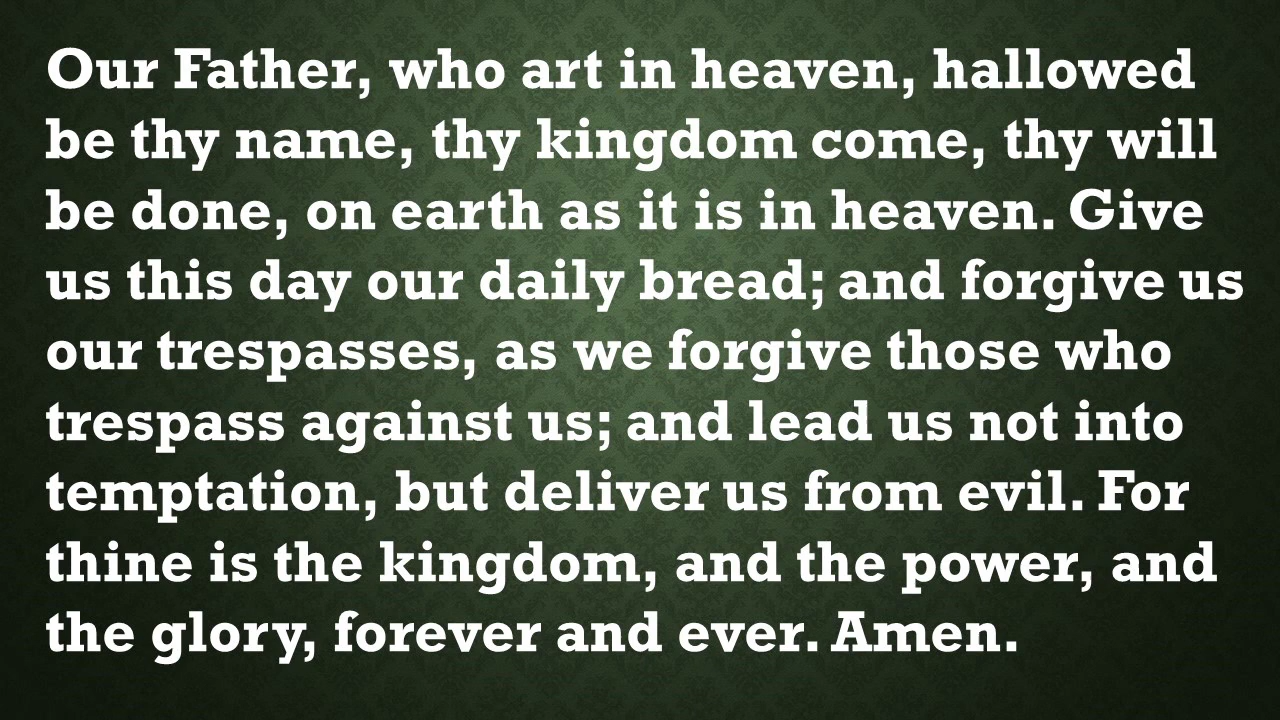 Our Father, who art in heaven, hallowed
be thy name, thy kingdom come, thy will
be done, on earth as it is in heaven. Give
us this day our daily bread; and forgive us
our trespasses, as we forgive those who
trespass against us; and lead us not into
temptation, but deliver us from evil. For
thine is the kingdom, and the power, and
the glory, forever and ever. Amen.